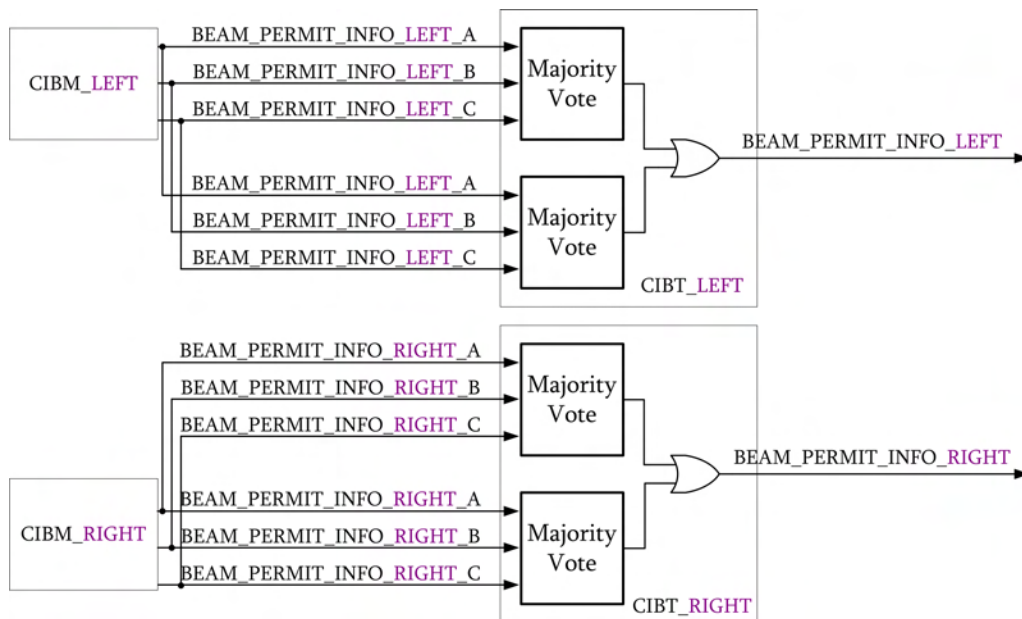 BEAM_PERMIT_INFO_LEFT_A
BEAM_PERMIT_INFO_LEFT_B
BEAM_PERMIT_INFO_LEFT_C
CIBM_LEFT
Majority
Vote
BEAM_PERMIT_INFO_LEFT
BEAM_PERMIT_INFO_LEFT_A
BEAM_PERMIT_INFO_LEFT_B
BEAM_PERMIT_INFO_LEFT_C
Majority
Vote
CIBT_LEFT
BEAM_PERMIT_INFO_RIGHT_A
BEAM_PERMIT_INFO_RIGHT_B
BEAM_PERMIT_INFO_RIGHT_C
Majority
Vote
BEAM_PERMIT_INFO_RIGHT
BEAM_PERMIT_INFO_RIGHT_A
BEAM_PERMIT_INFO_RIGHT_B
BEAM_PERMIT_INFO_RIGHT_C
CIBM_RIGHT
Majority
Vote
CIBT_RIGHT